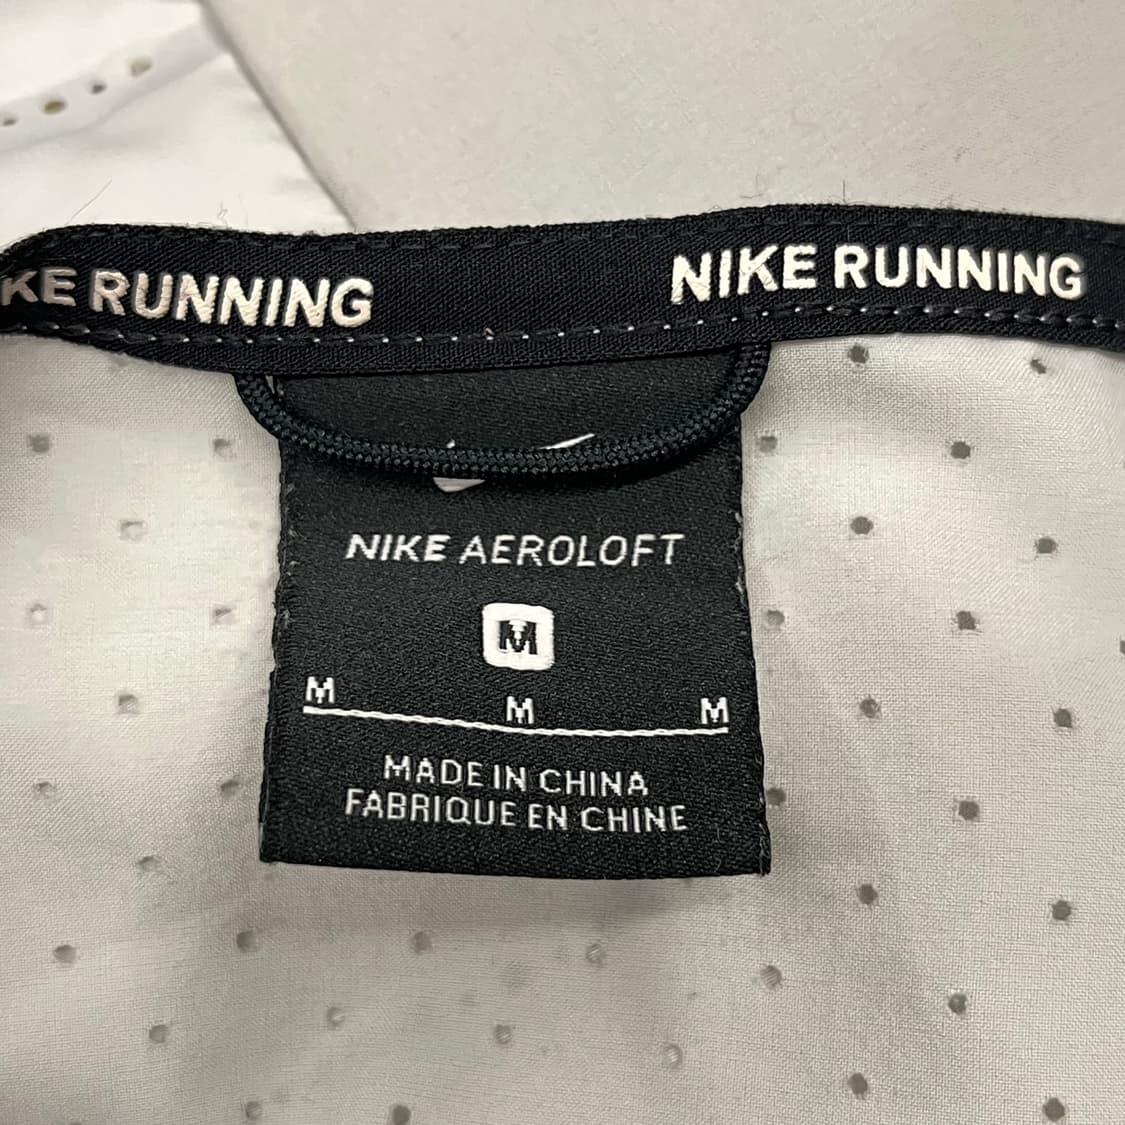 KE RUNNING NIKE RUNNING
NIKE AEROLOFT
M
M M M
MADE IN CHINA
FABRIQUE EN CHINE